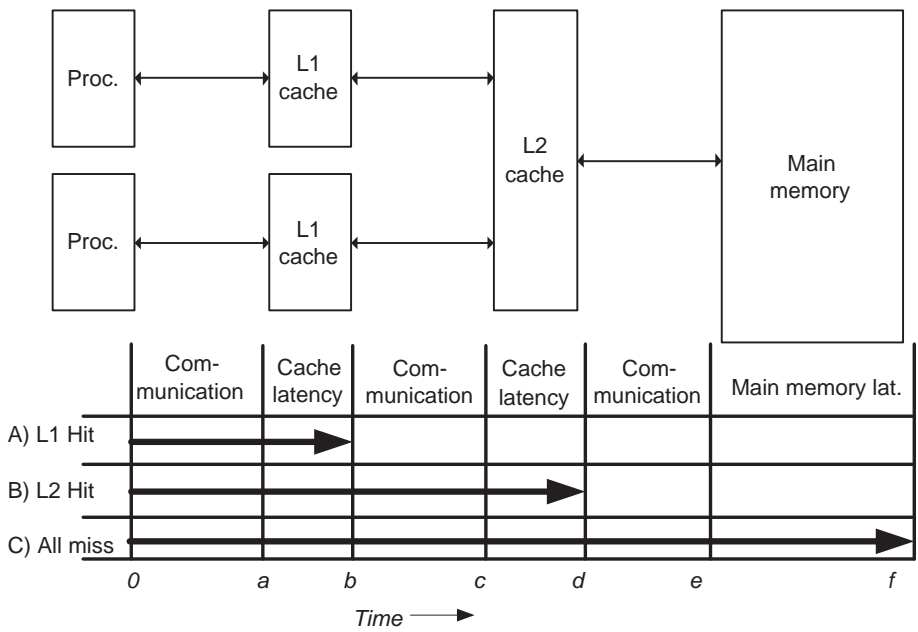 Proc.
L1
cache
L2
cache
Main
memory
Proc.
L1
cache
Com-
munication
Cache
latency
Com-
munication
Cache
latency
Com-
munication
Main memory lat.
A) L1 Hit
B) L2 Hit
C) All miss
0 a b c d e f
Time